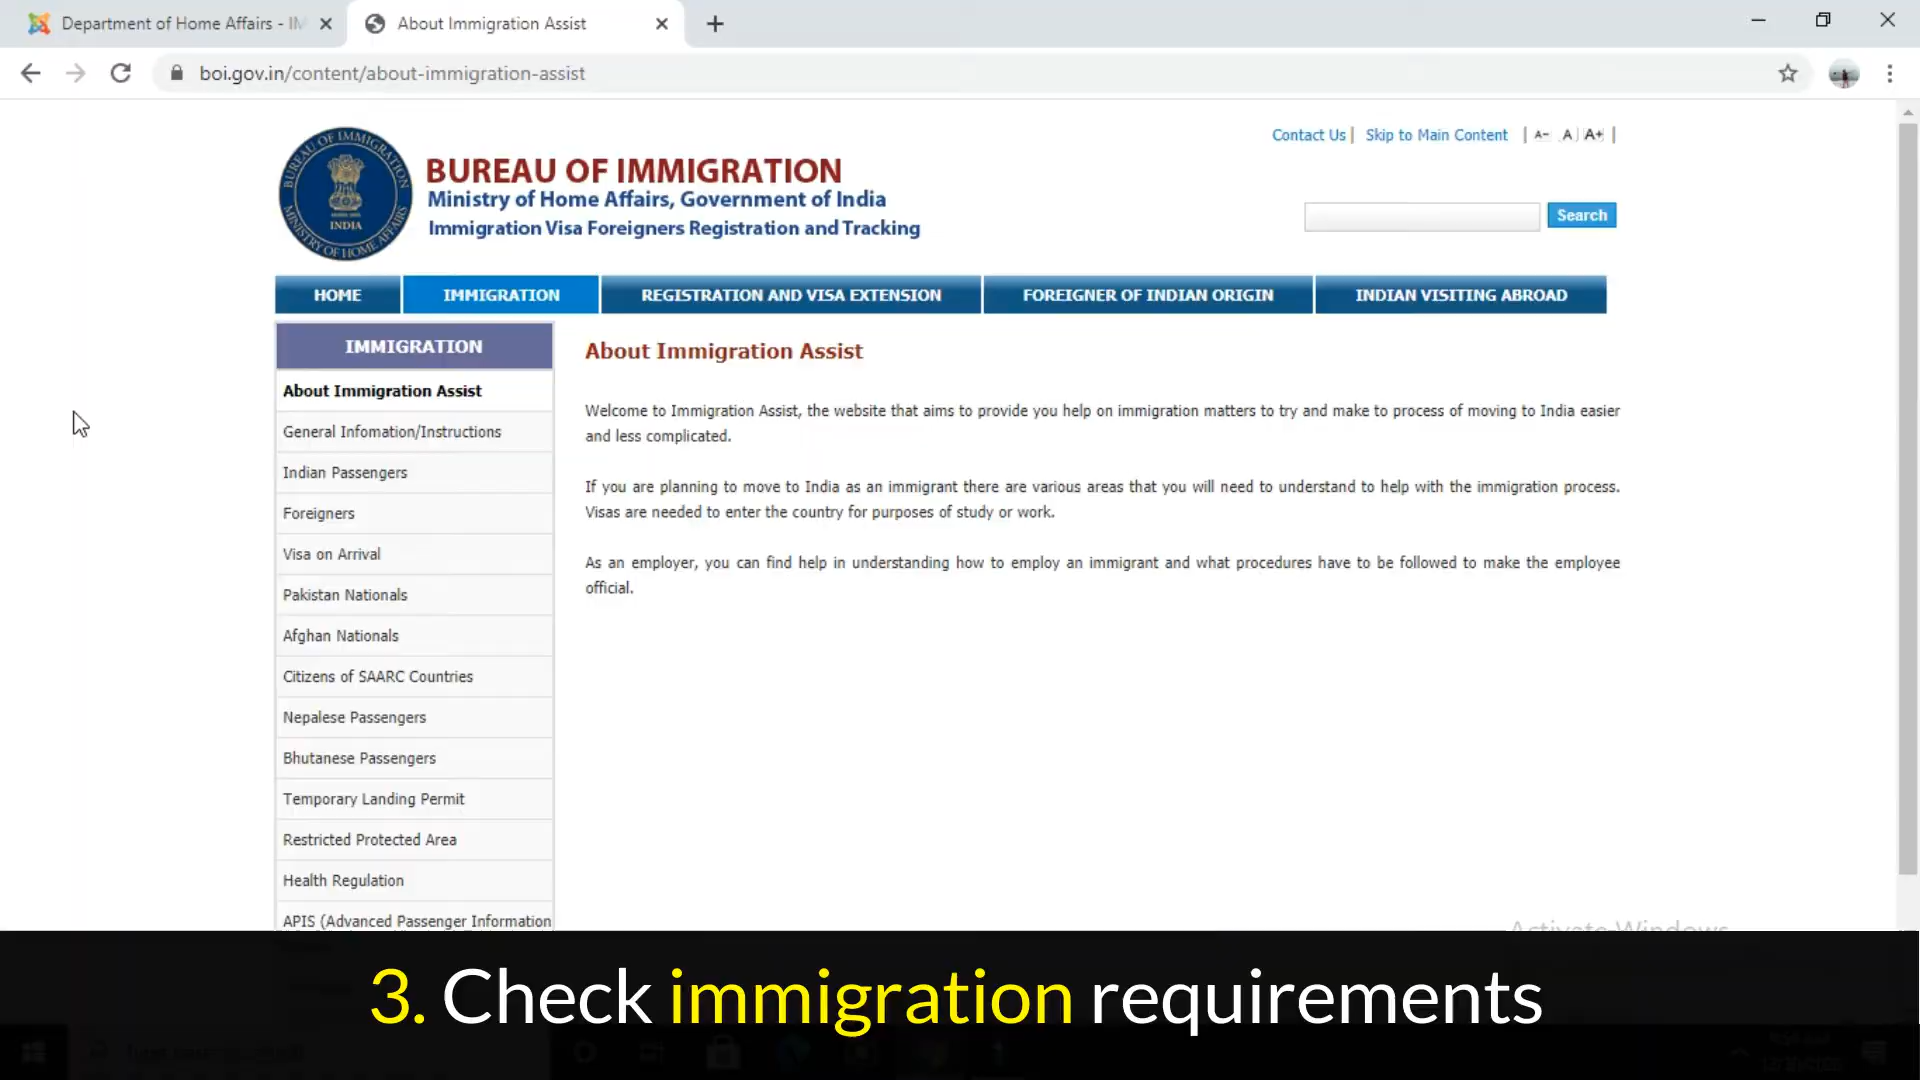 Department of Home Affairs - IM
About Immigration Assist
boi.gov.in/content/about-immigration-assist
Contact Us | Skip to Main Content | A- A A+ |
BUREAU OF IMMIGRATION
MINISTRY OF HOME AFFAIRS
INDIA
BUREAU OF IMMIGRATION
Ministry of Home Affairs, Government of India
Immigration Visa Foreigners Registration and Tracking
Search
HOME
IMMIGRATION
REGISTRATION AND VISA EXTENSION
FOREIGNER OF INDIAN ORIGIN
INDIAN VISITING ABROAD
IMMIGRATION
About Immigration Assist
General Infomation/Instructions
Indian Passengers
Foreigners
Visa on Arrival
Pakistan Nationals
Afghan Nationals
Citizens of SAARC Countries
Nepalese Passengers
Bhutanese Passengers
Temporary Landing Permit
Restricted Protected Area
Health Regulation
APIS (Advanced Passenger Information
About Immigration Assist
Welcome to Immigration Assist, the website that aims to provide you help on immigration matters to try and make to process of moving to India easier
and less complicated.
If you are planning to move to India as an immigrant there are various areas that you will need to understand to help with the immigration process.
Visas are needed to enter the country for purposes of study or work.
As an employer, you can find help in understanding how to employ an immigrant and what procedures have to be followed to make the employee
official.
Activate Windows
3. Check immigration requirements